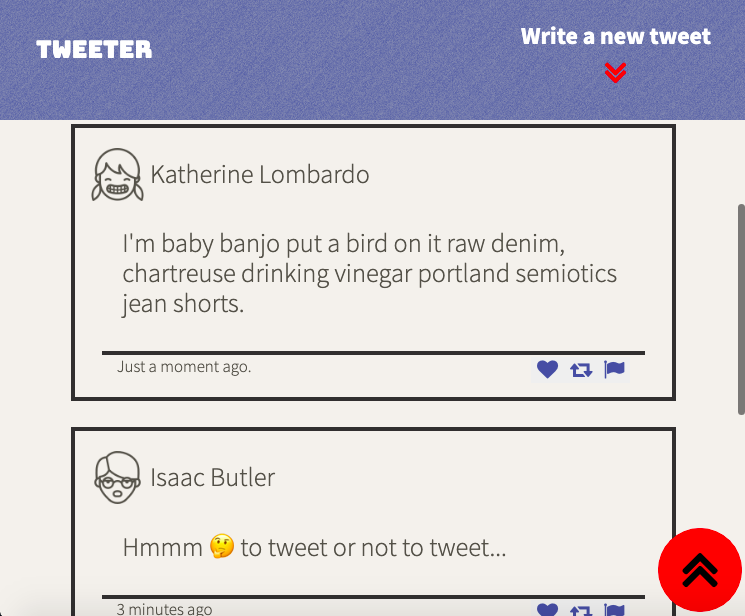 TWEETER
Write a new tweet
Katherine Lombardo
I'm baby banjo put a bird on it raw denim,
chartreuse drinking vinegar portland semiotics
jean shorts.
Just a moment ago.
Isaac Butler
Hmmm 🤔 to tweet or not to tweet...
3 minutes ago